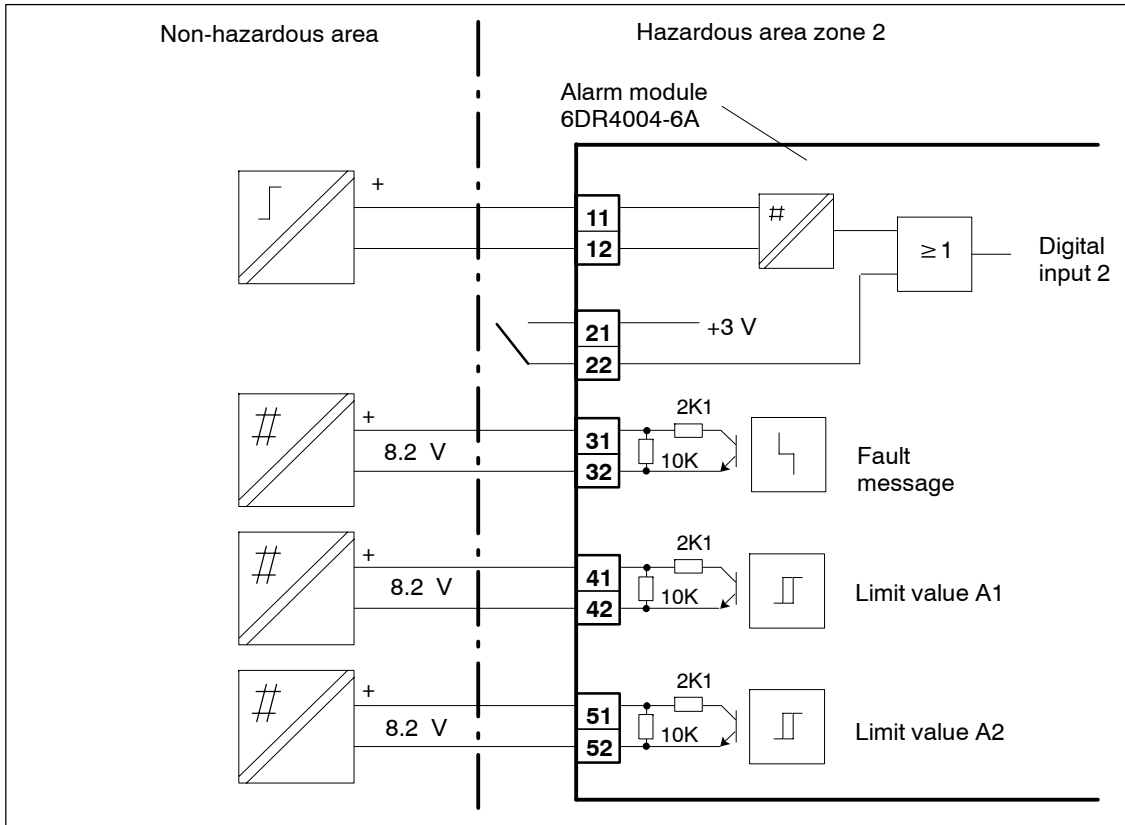 Non-hazardous area
Hazardous area zone 2
Alarm module
6DR4004-6A
+
11
12
#
≥ 1
Digital
input 2
21
22
+3 V
#
+
8.2 V
31
32
2K1
10K
Fault
message
#
+
8.2 V
41
42
2K1
10K
Limit value A1
#
+
8.2 V
51
52
2K1
10K
Limit value A2